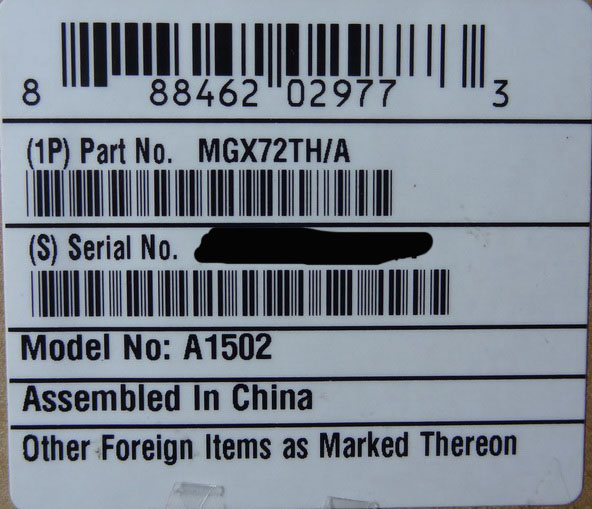 8 88462 02977 3
(1P) Part No. MGX72TH/A
(S) Serial No.
Model No: A1502
Assembled In China
Other Foreign Items as Marked Thereon